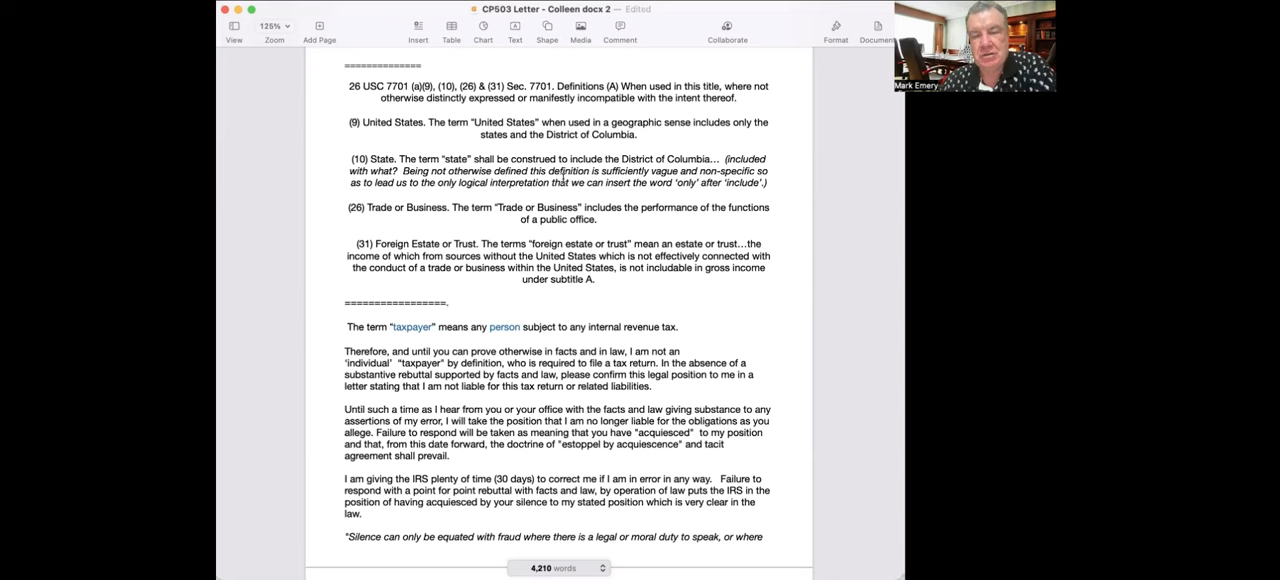 CP503 Letter - Colleen docx 2 — Edited
125%
View
Zoom
Add Page
Insert
Table
Chart
Text
Shape
Media
Comment
Collaborate
Format
Document
Mark Emery
==============
26 USC 7701 (a)(9), (10), (26) & (31) Sec. 7701. Definitions (A) When used in this title, where not
otherwise distinctly expressed or manifestly incompatible with the intent thereof.
(9) United States. The term “United States” when used in a geographic sense includes only the
states and the District of Columbia.
(10) State. The term “state” shall be construed to include the District of Columbia… (included
with what? Being not otherwise defined this definition is sufficiently vague and non-specific so
as to lead us to the only logical interpretation that we can insert the word ‘only’ after ‘include’.)
(26) Trade or Business. The term “Trade or Business” includes the performance of the functions
of a public office.
(31) Foreign Estate or Trust. The terms “foreign estate or trust” mean an estate or trust…the
income of which from sources without the United States which is not effectively connected with
the conduct of a trade or business within the United States, is not includable in gross income
under subtitle A.
=================.
The term “taxpayer” means any person subject to any internal revenue tax.
Therefore, and until you can prove otherwise in facts and in law, I am not an
‘individual’ “taxpayer" by definition, who is required to file a tax return. In the absence of a
substantive rebuttal supported by facts and law, please confirm this legal position to me in a
letter stating that I am not liable for this tax return or related liabilities.
Until such a time as I hear from you or your office with the facts and law giving substance to any
assertions of my error, I will take the position that I am no longer liable for the obligations as you
allege. Failure to respond will be taken as meaning that you have "acquiesced" to my position
and that, from this date forward, the doctrine of "estoppel by acquiescence" and tacit
agreement shall prevail.
I am giving the IRS plenty of time (30 days) to correct me if I am in error in any way. Failure to
respond with a point for point rebuttal with facts and law, by operation of law puts the IRS in the
position of having acquiesced by your silence to my stated position which is very clear in the
law.
"Silence can only be equated with fraud where there is a legal or moral duty to speak, or where
4,210 words